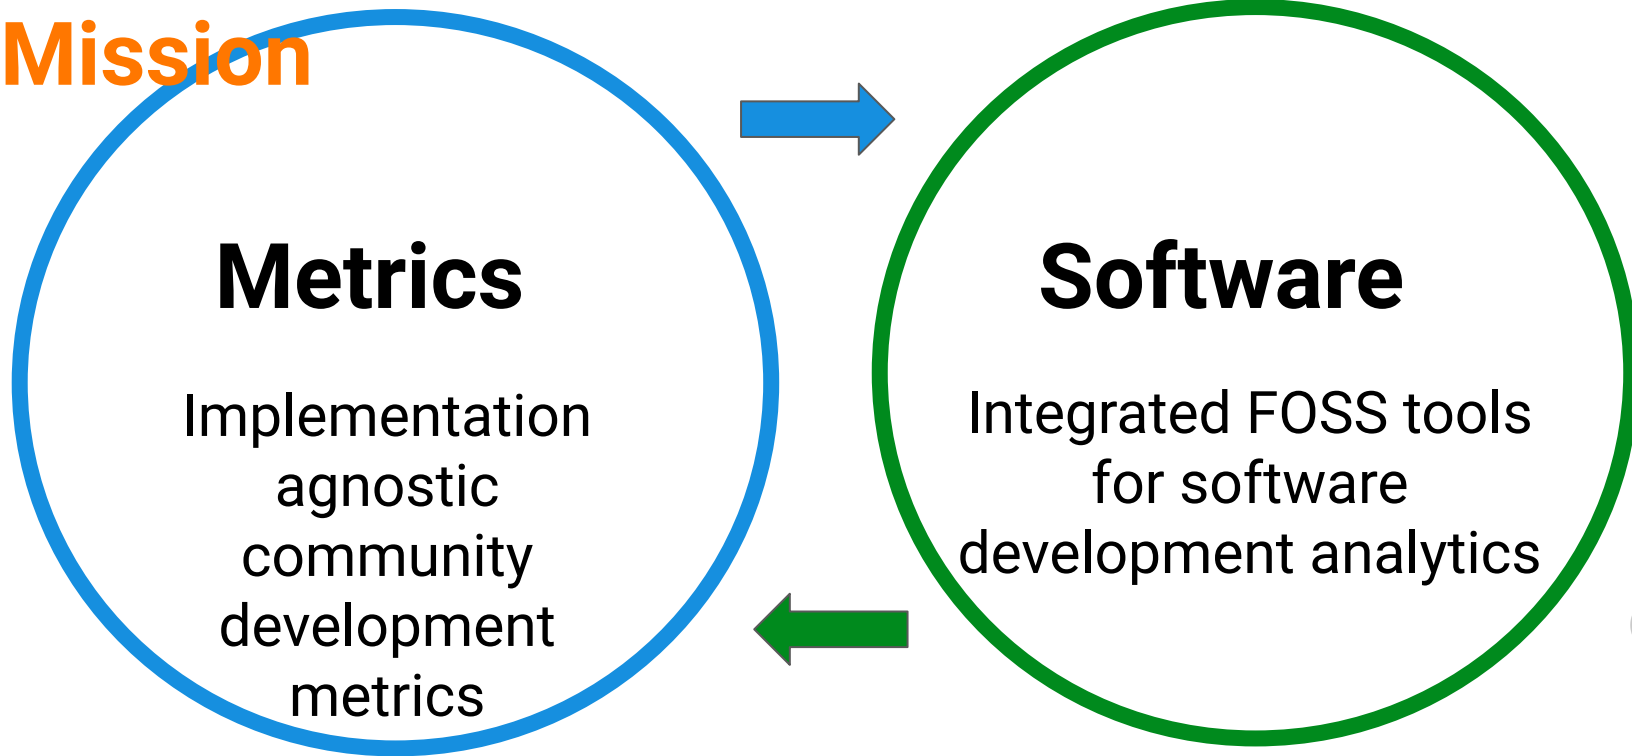 Mission
Metrics
Implementation
agnostic
community
development
metrics
Software
Integrated FOSS tools
for software
development analytics